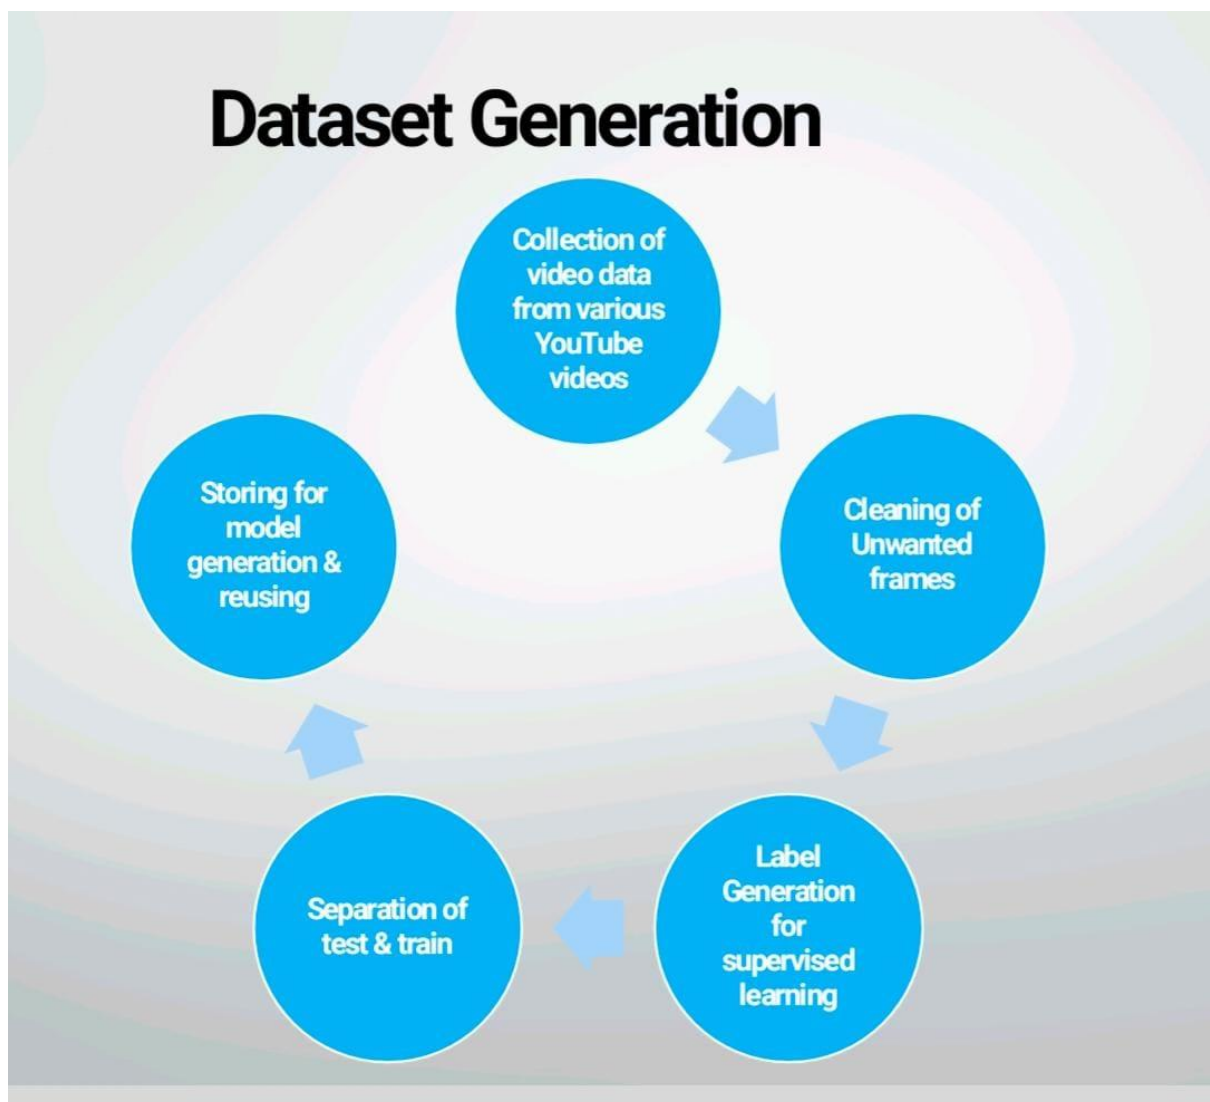 Dataset Generation
Collection of
video data
from various
YouTube
videos
Cleaning of
Unwanted
frames
Label
Generation
for
supervised
learning
Separation of
test & train
Storing for
model
generation &
reusing